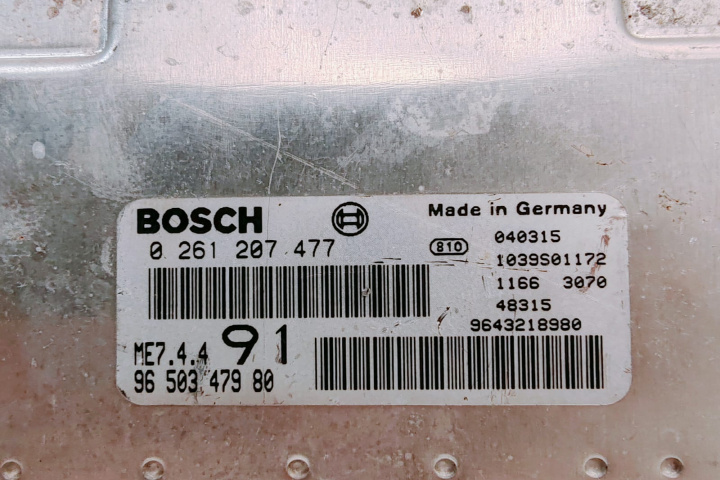 BOSCH
Made in Germany
0 261 207 477
810
040315
1039S01172
1166 3070
48315
9643218980
ME7.4.4 91
96 503 479 80